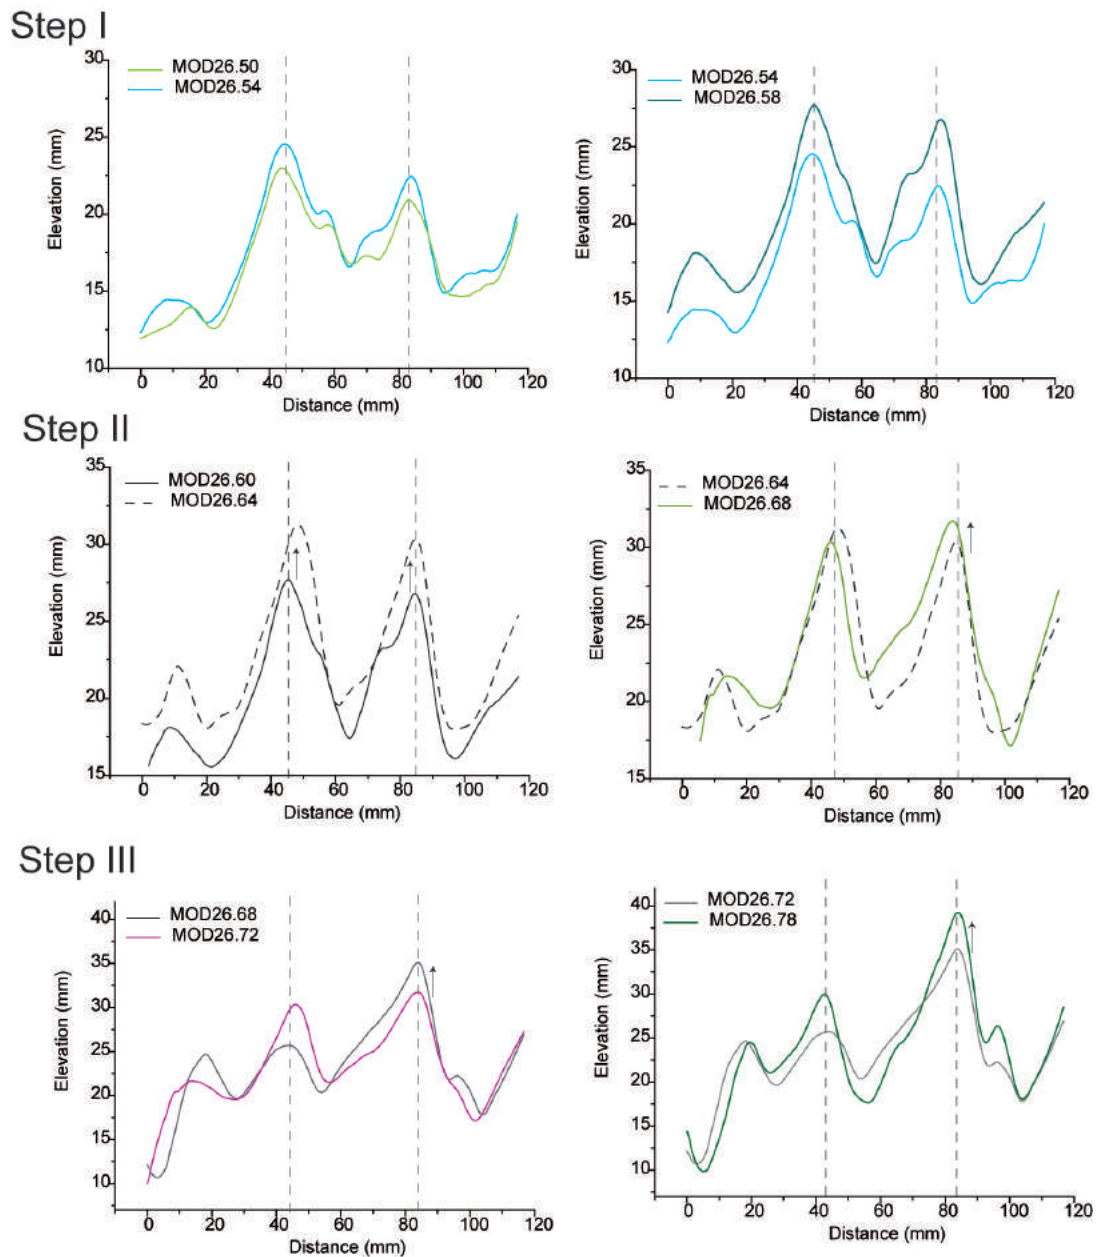 Step I
30
25
20
15
10
Elevation (mm)
MOD26.50
MOD26.54
0 20 40 60 80 100 120
Distance (mm)
30
25
20
15
10
Elevation (mm)
MOD26.54
MOD26.58
0 20 40 60 80 100 120
Distance (mm)
Step II
35
30
25
20
15
Elevation (mm)
MOD26.60
MOD26.64
0 20 40 60 80 100 120
Distance (mm)
35
30
25
20
15
Elevation (mm)
MOD26.64
MOD26.68
0 20 40 60 80 100 120
Distance (mm)
Step III
40
35
30
25
20
15
10
Elevation (mm)
MOD26.68
MOD26.72
0 20 40 60 80 100 120
Distance (mm)
40
35
30
25
20
15
10
Elevation (mm)
MOD26.72
MOD26.78
0 20 40 60 80 100 120
Distance (mm)